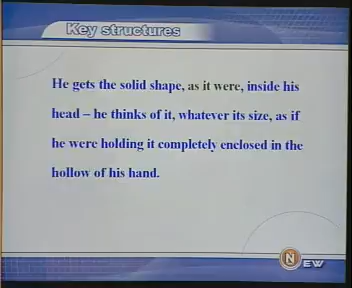 Key structures
He gets the solid shape, as it were, inside his
head – he thinks of it, whatever its size, as if
he were holding it completely enclosed in the
hollow of his hand.
NEW